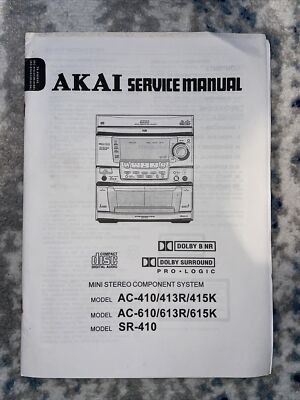 AKAI SERVICE MANUAL
DOLBY B NR
COMPACT
disc
DIGITAL AUDIO
DOLBY SURROUND
PRO·LOGIC
MINI STEREO COMPONENT SYSTEM
MODEL AC-410/413R/415K
MODEL AC-610/613R/615K
MODEL SR-410